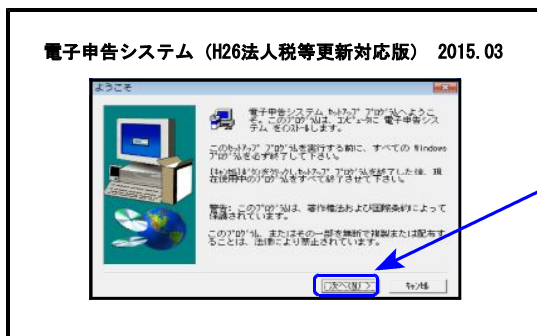 電子申告システム (H26法人税等更新対応版) 2015.03
ようこそ
電子申告システム セットアップ プログラムへようこ
そ。このプログラムは、コンピュータに 電子申告シス
テム をインストールします。
このセットアップ プログラムを実行する前に、すべての Windows
プログラムを必ず終了して下さい。
[キャンセル]ボタンをクリックしセットアップ プログラムを終了した後、現
在使用中のプログラムをすべて終了させて下さい。
警告: このプログラムは、著作権法および国際条約によって
保護されています。
このプログラム、またはその一部を無断で複製または配布す
ることは、法律により禁止されています。
次へ(N) >
キャンセル